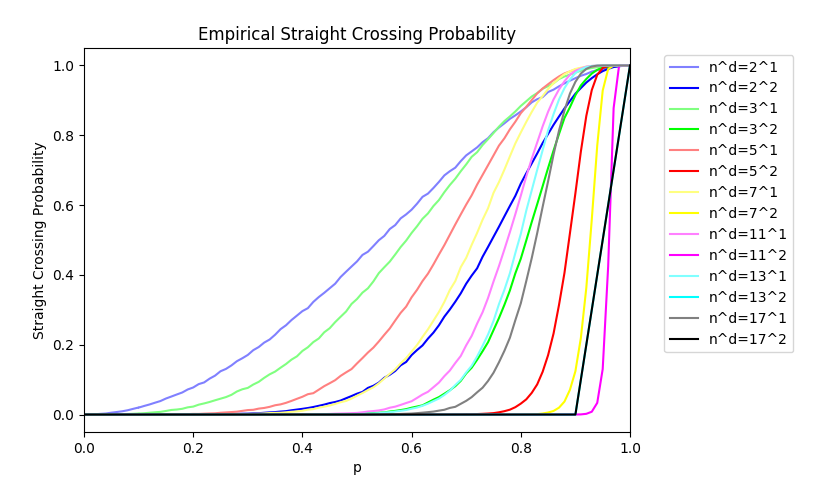 Empirical Straight Crossing Probability
Straight Crossing Probability
1.0
0.8
0.6
0.4
0.2
0.0
0.0 0.2 0.4 0.6 0.8 1.0
p
n^d=2^1
n^d=2^2
n^d=3^1
n^d=3^2
n^d=5^1
n^d=5^2
n^d=7^1
n^d=7^2
n^d=11^1
n^d=11^2
n^d=13^1
n^d=13^2
n^d=17^1
n^d=17^2